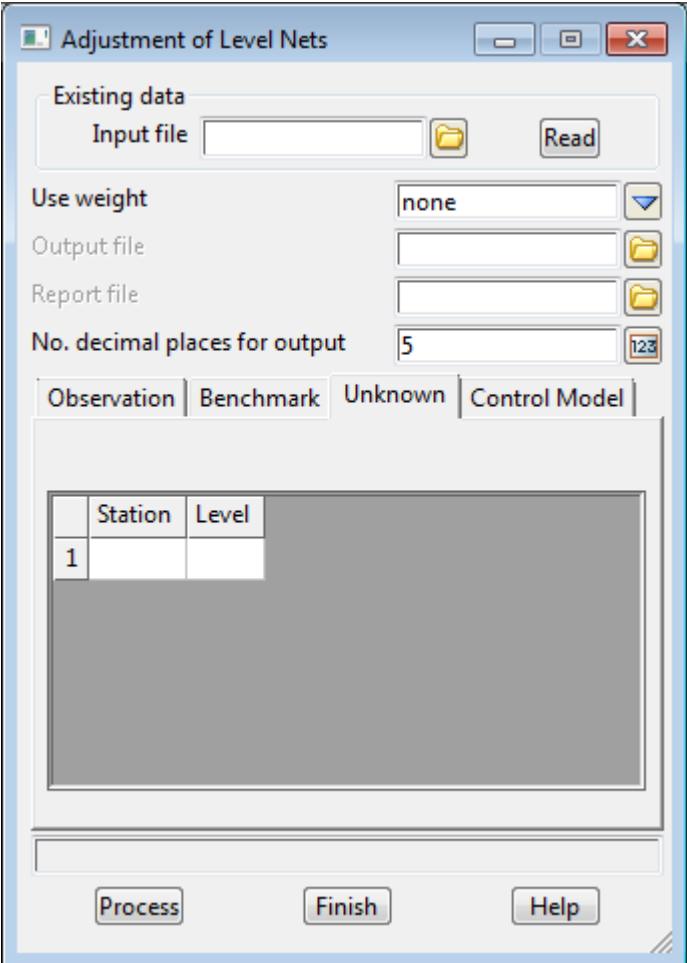 Adjustment of Level Nets
Existing data
Input file Read
Use weight none
Output file
Report file
No. decimal places for output 5 123
Observation Benchmark Unknown Control Model
Station Level
1
Process Finish Help